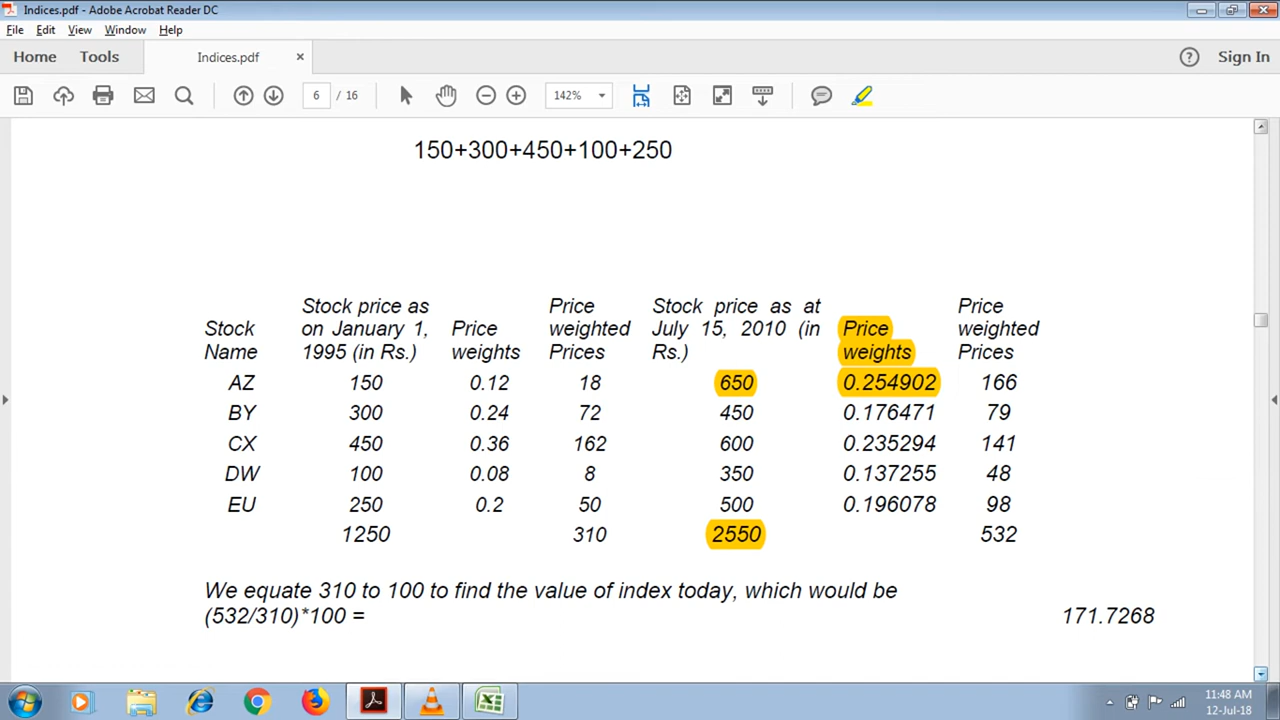 Indices.pdf - Adobe Acrobat Reader DC
File Edit View Window Help
Home Tools Indices.pdf × ? Sign In
6 / 16 142%
150+300+450+100+250
Stock Name Stock price as on January 1, 1995 (in Rs.) Price weights Price weighted Prices Stock price as at July 15, 2010 (in Rs.) Price weights Price weighted Prices
AZ 150 0.12 18 650 0.254902 166
BY 300 0.24 72 450 0.176471 79
CX 450 0.36 162 600 0.235294 141
DW 100 0.08 8 350 0.137255 48
EU 250 0.2 50 500 0.196078 98
1250 310 2550 532
We equate 310 to 100 to find the value of index today, which would be
(532/310)*100 = 171.7268
11:48 AM
12-Jul-18